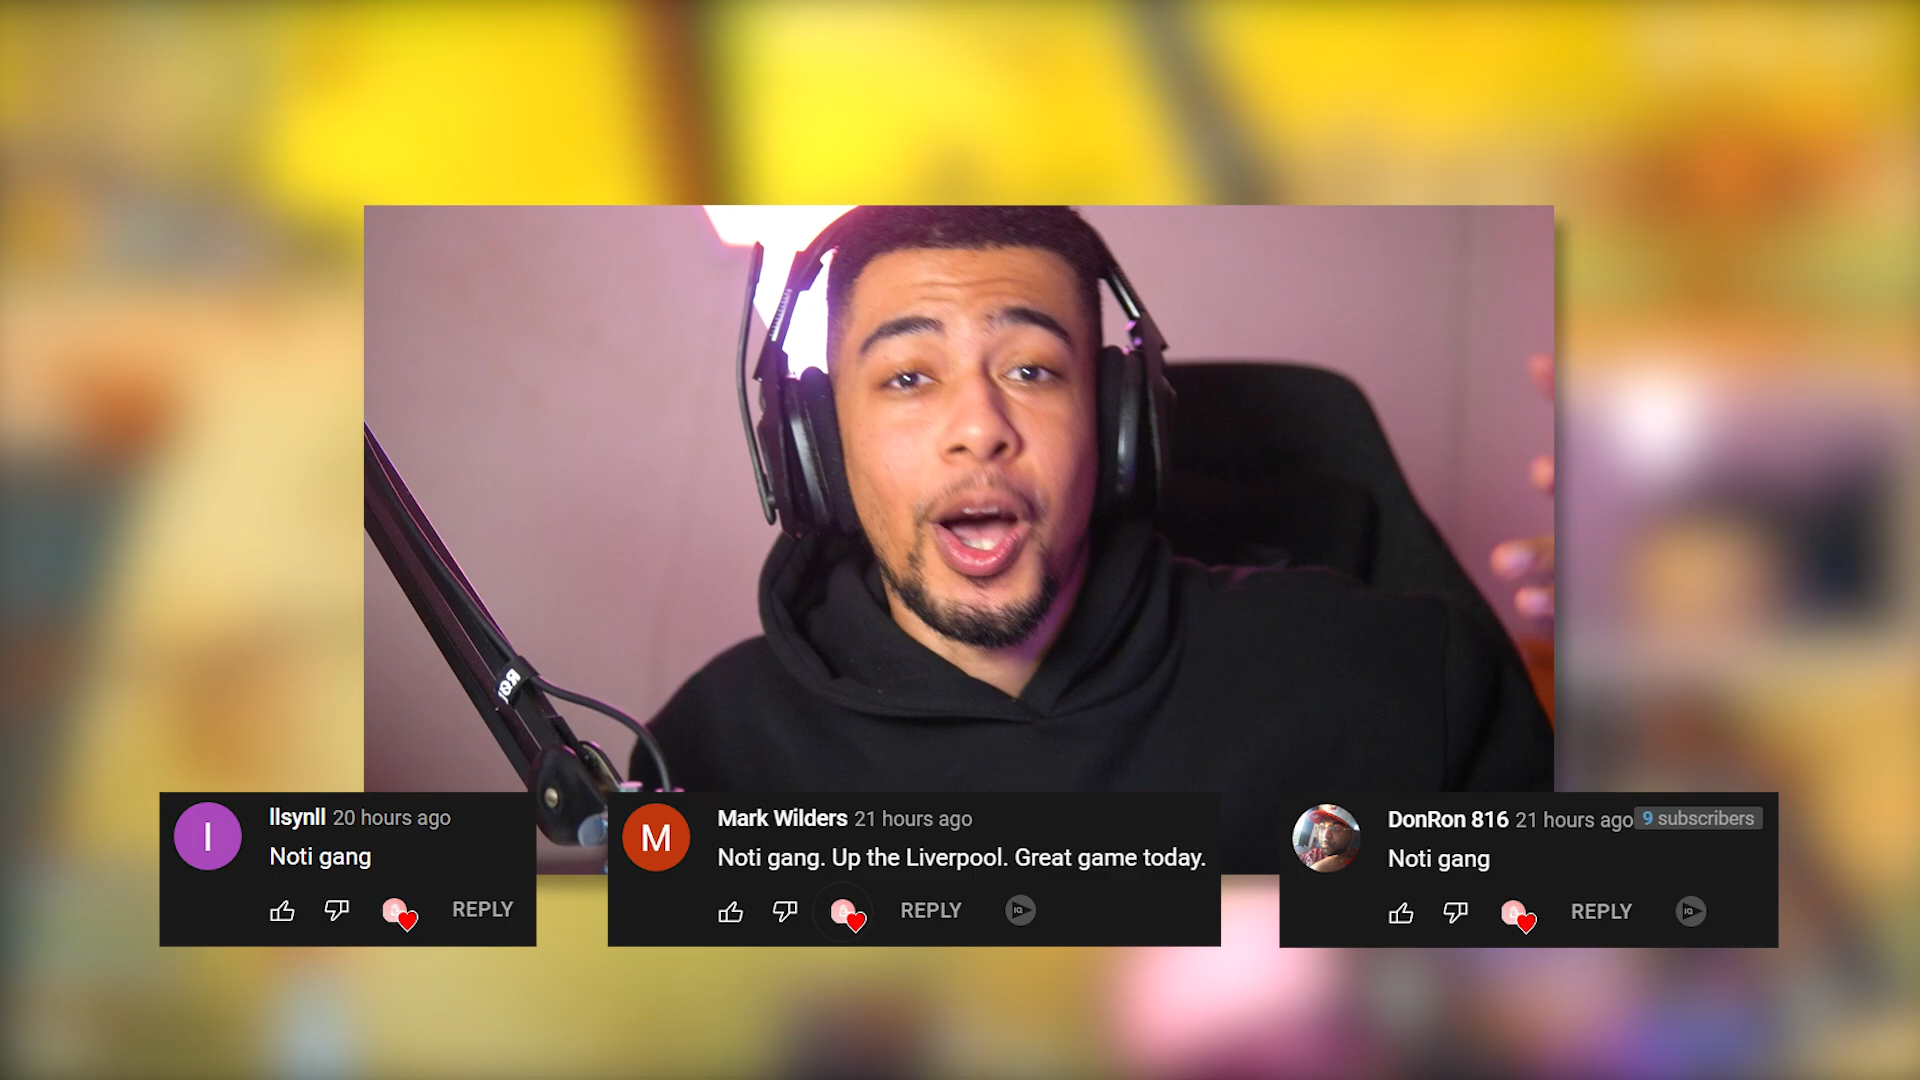 llsynll 20 hours ago
Noti gang
REPLY
Mark Wilders 21 hours ago
Noti gang. Up the Liverpool. Great game today.
REPLY
DonRon 816 21 hours ago 9 subscribers
Noti gang
REPLY